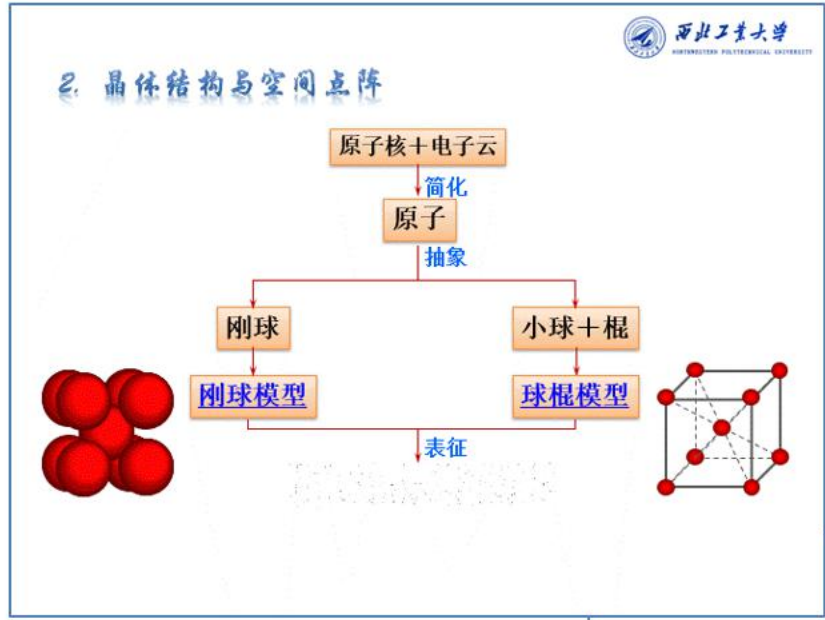 西北工业大学
NORTHWESTERN POLYTECHNICAL UNIVERSITY
2. 晶体结构与空间点阵
原子核＋电子云
简化
原子
抽象
刚球
小球＋棍
刚球模型
球棍模型
表征